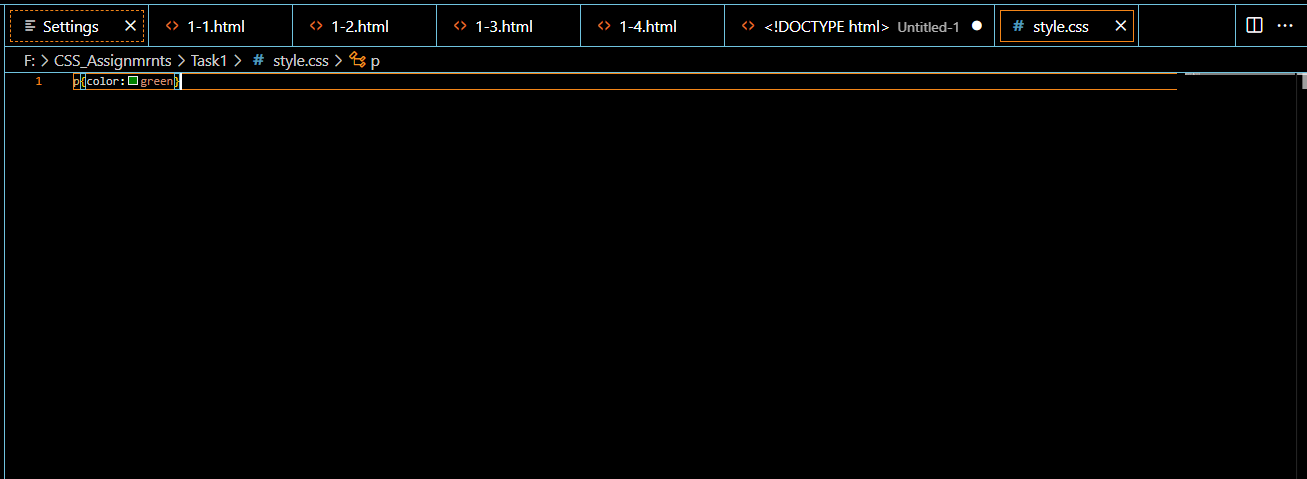 Settings 1-1.html 1-2.html 1-3.html 1-4.html <!DOCTYPE html> Untitled-1 # style.css
F: > CSS_Assignmrnts > Task1 > # style.css > p
1 p{color:green}